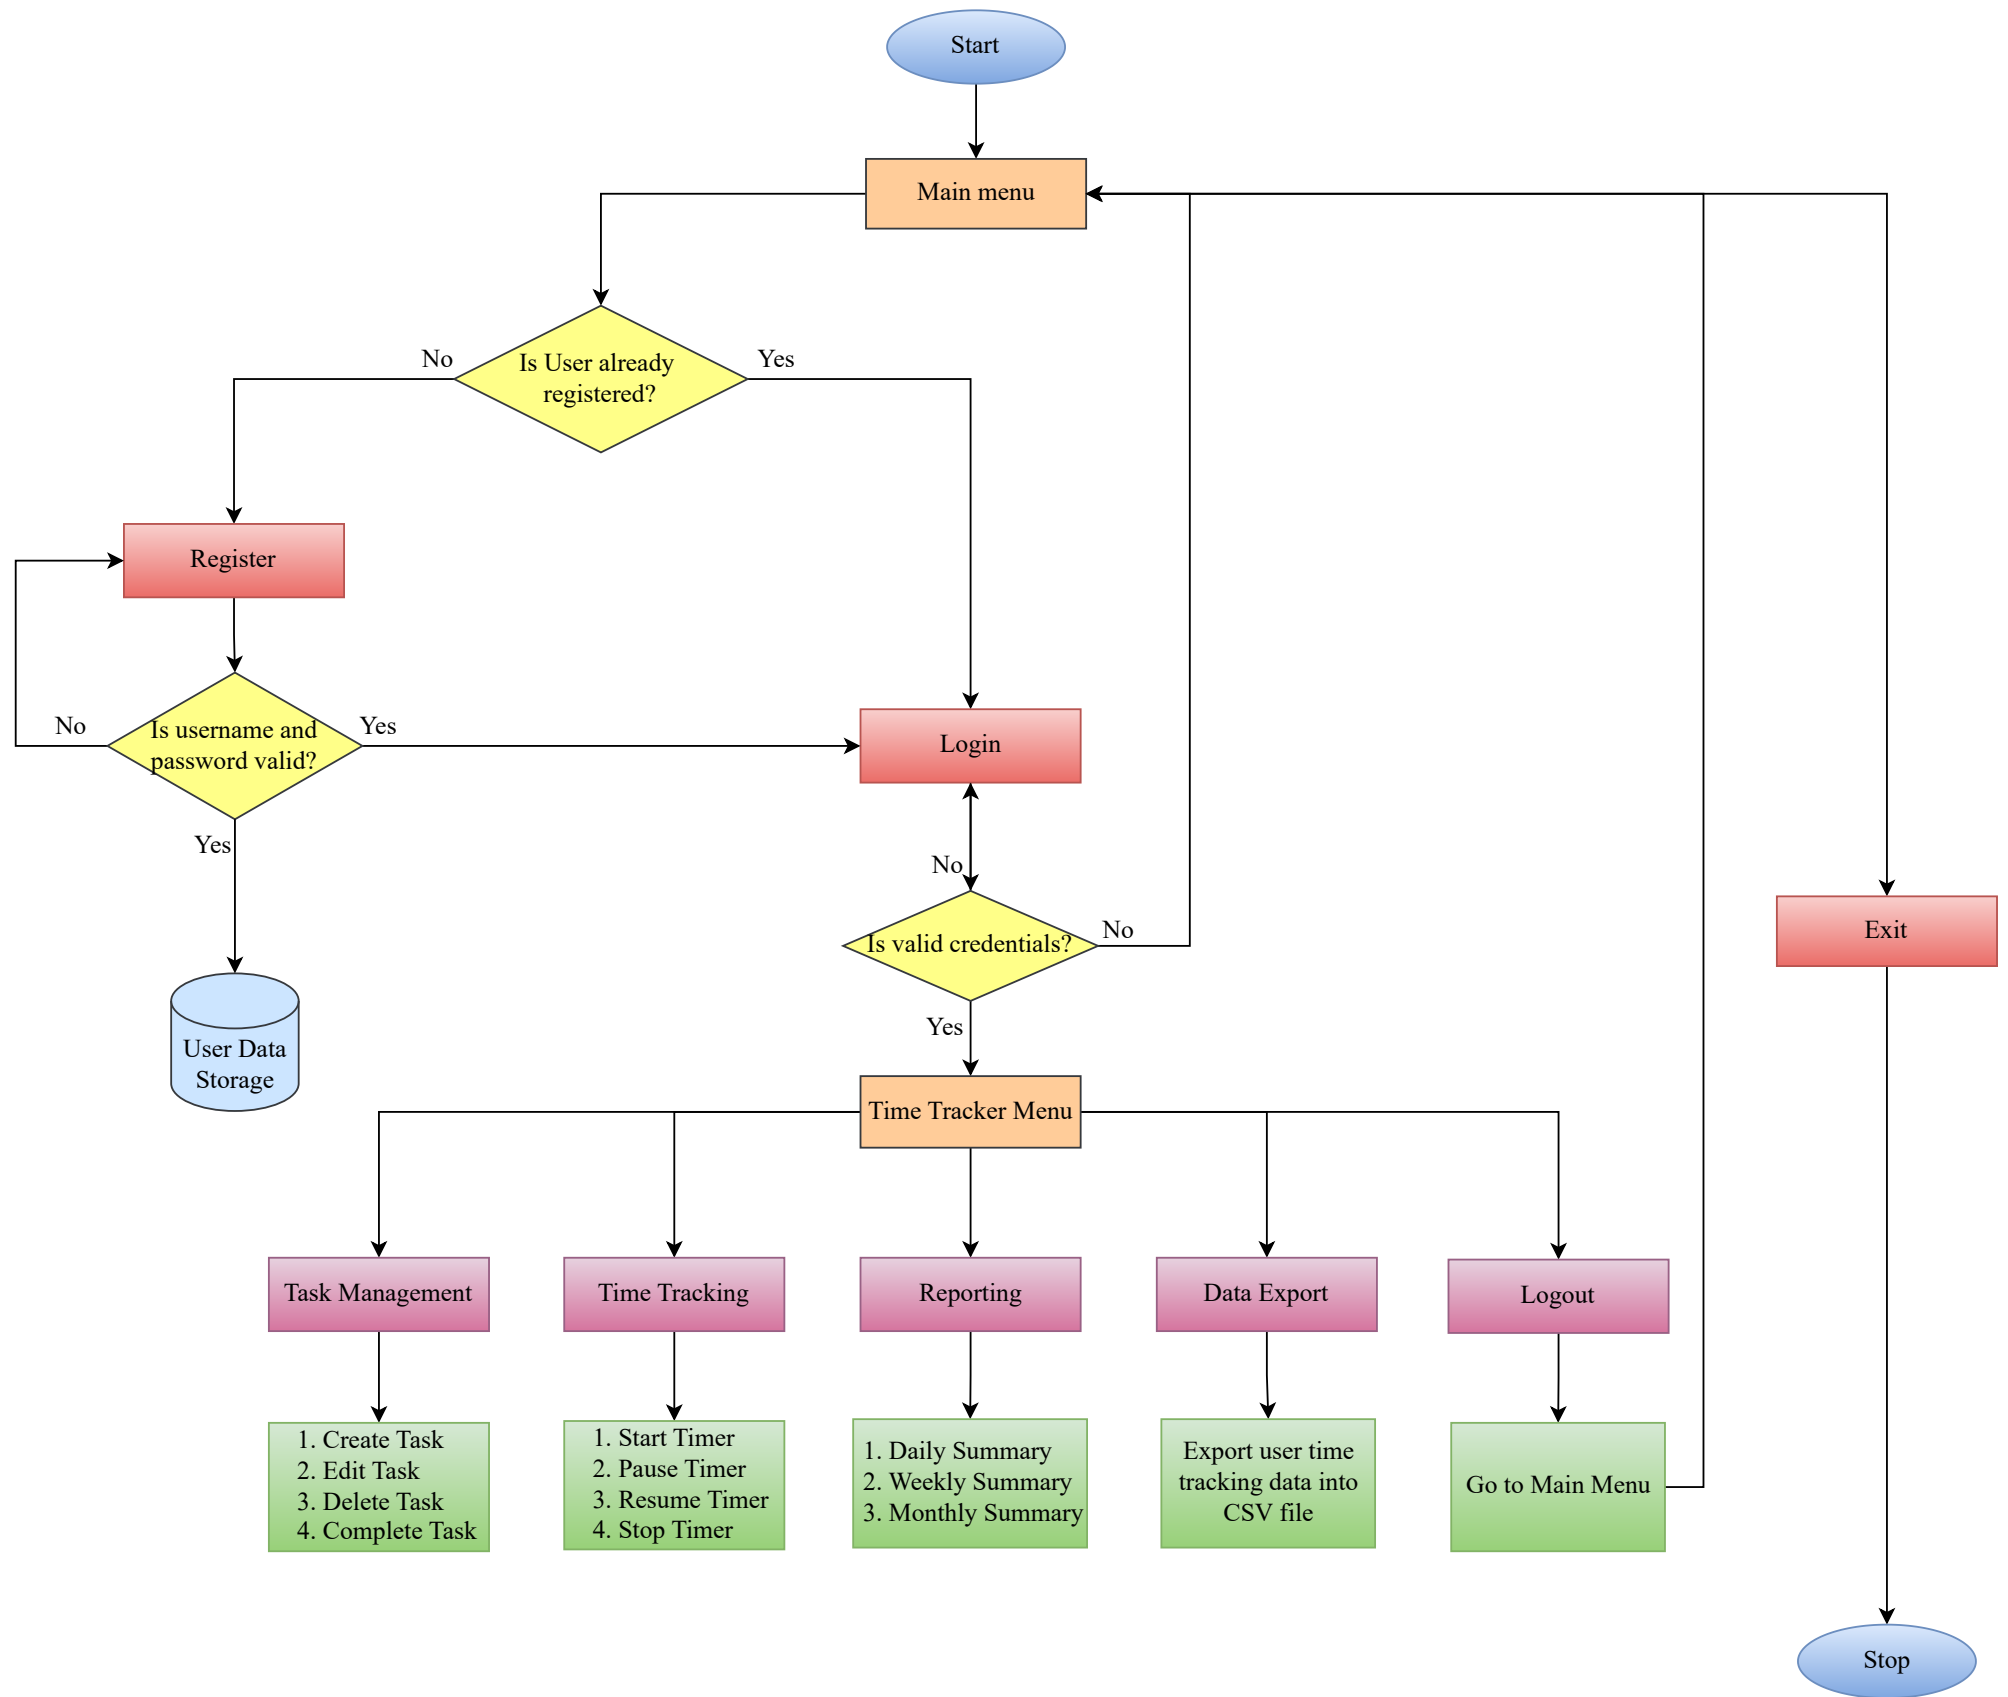 Start
Main menu
No
Is User already
registered?
Yes
Register
No
Is username and
password valid?
Yes
Login
Yes
No
Is valid credentials?
No
Exit
Yes
User Data
Storage
Time Tracker Menu
Task Management
Time Tracking
Reporting
Data Export
Logout
1. Create Task
2. Edit Task
3. Delete Task
4. Complete Task
1. Start Timer
2. Pause Timer
3. Resume Timer
4. Stop Timer
1. Daily Summary
2. Weekly Summary
3. Monthly Summary
Export user time
tracking data into
CSV file
Go to Main Menu
Stop